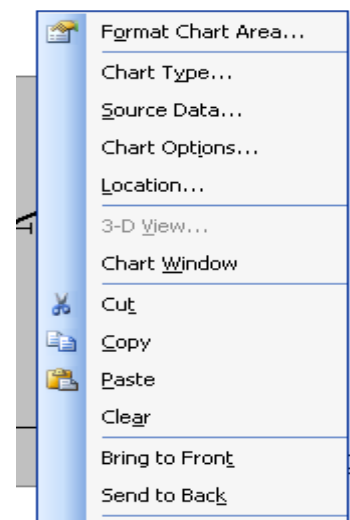 Format Chart Area...
Chart Type...
Source Data...
Chart Options...
Location...
3-D View...
Chart Window
Cut
Copy
Paste
Clear
Bring to Front
Send to Back